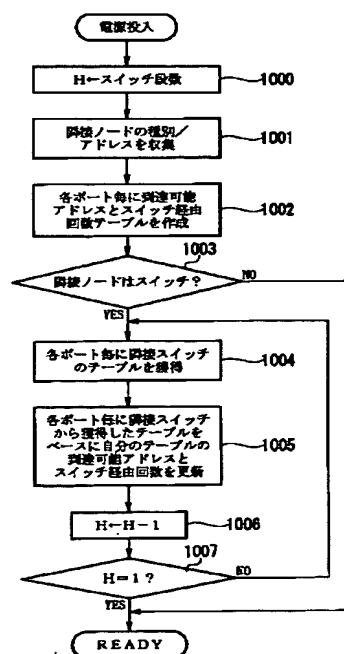 電源投入
H←スイッチ段数
1000
隣接ノードの種別／
アドレスを収集
1001
各ポート毎に到達可能
アドレスとスイッチ経由
回数テーブルを作成
1002
1003
隣接ノードはスイッチ？
NO
YES
各ポート毎に隣接スイッチ
のテーブルを獲得
1004
各ポート毎に隣接スイッチ
から獲得したテーブルを
ベースに自分のテーブルの
到達可能アドレスと
スイッチ経由回数を更新
1005
H←H−1
1006
1007
H=1？
NO
YES
READY